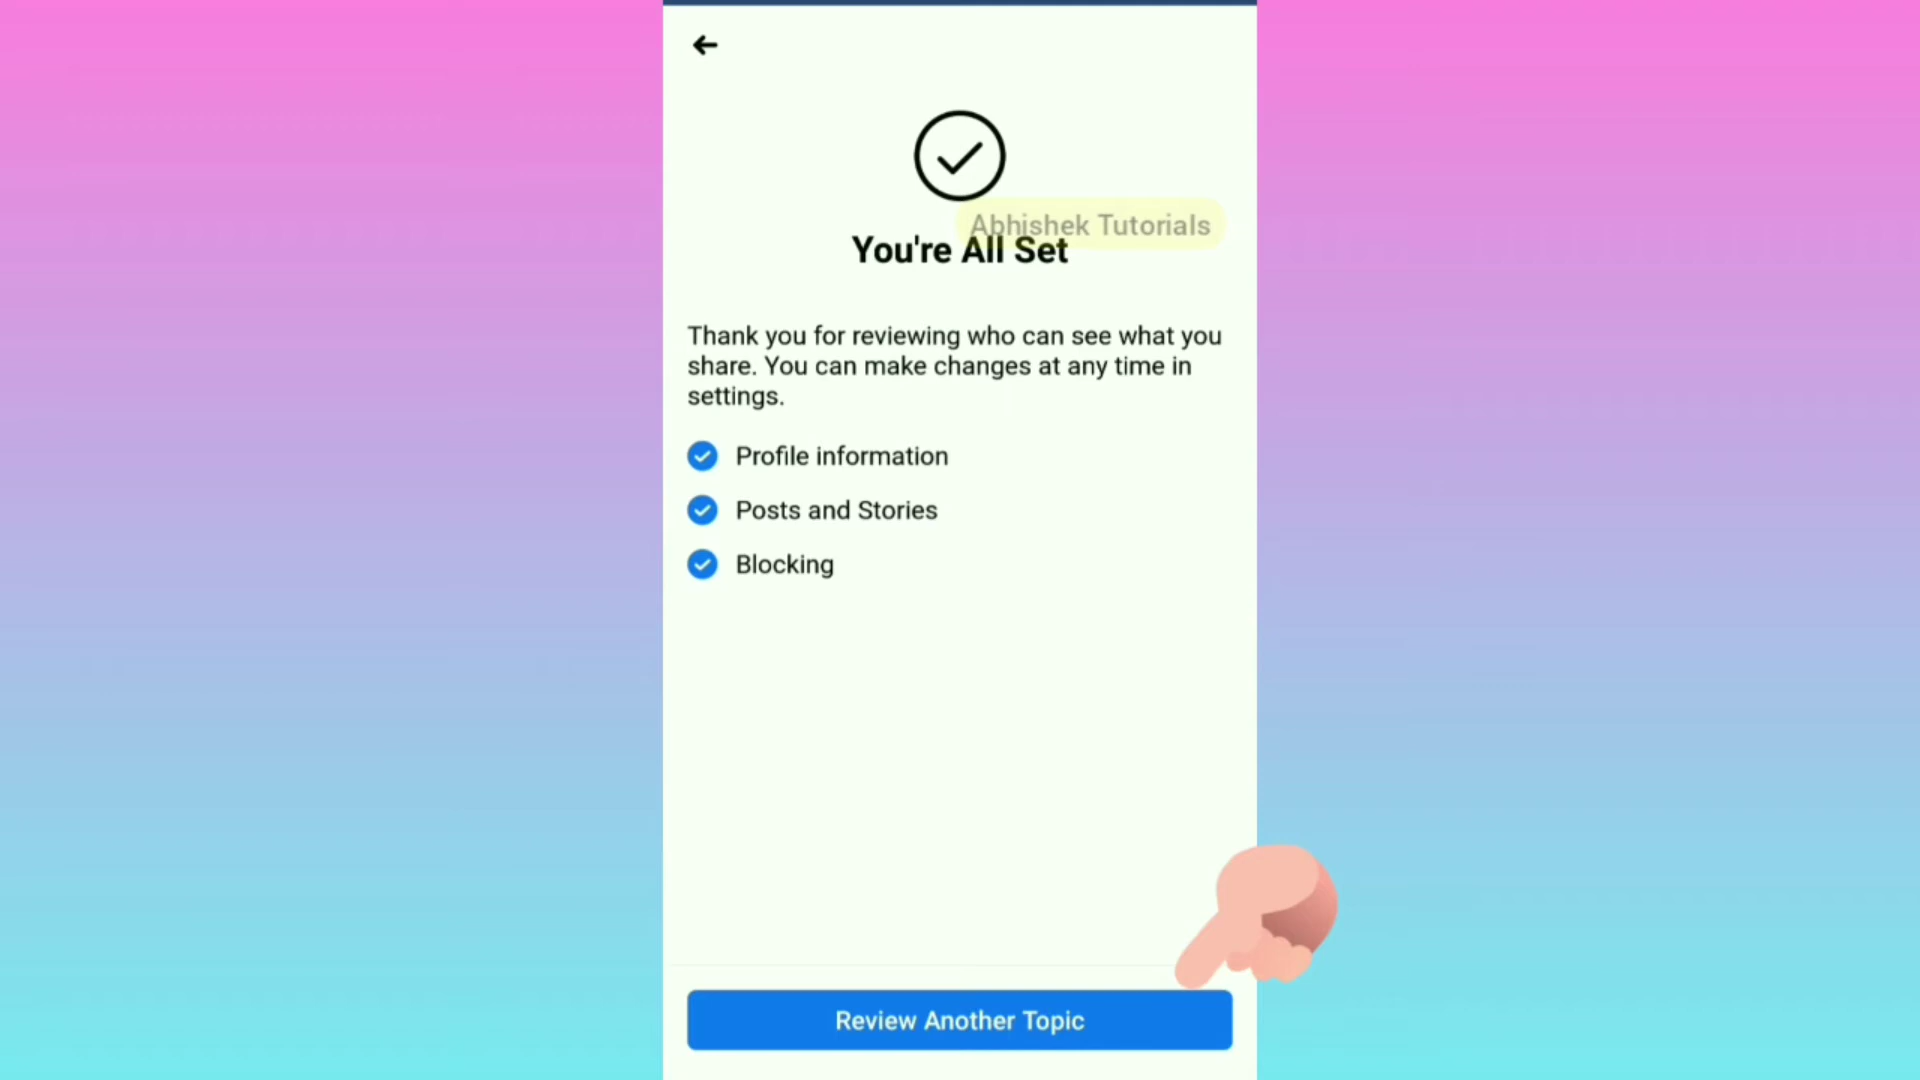 Abhishek Tutorials
You're All Set
Thank you for reviewing who can see what you
share. You can make changes at any time in
settings.
Profile information
Posts and Stories
Blocking
Review Another Topic